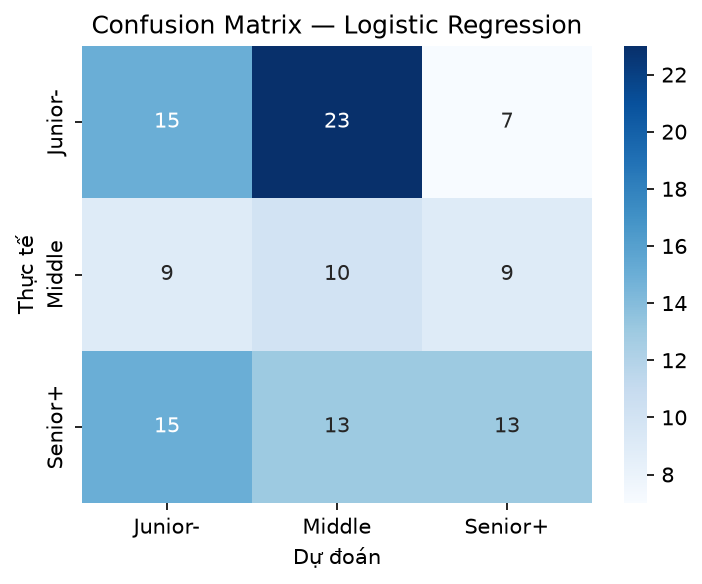 Confusion Matrix — Logistic Regression
Junior-
15 23 7
Thực tế
Middle
9 10 9
Senior+
15 13 13
Junior- Middle Senior+
Dự đoán
22
20
18
16
14
12
10
8